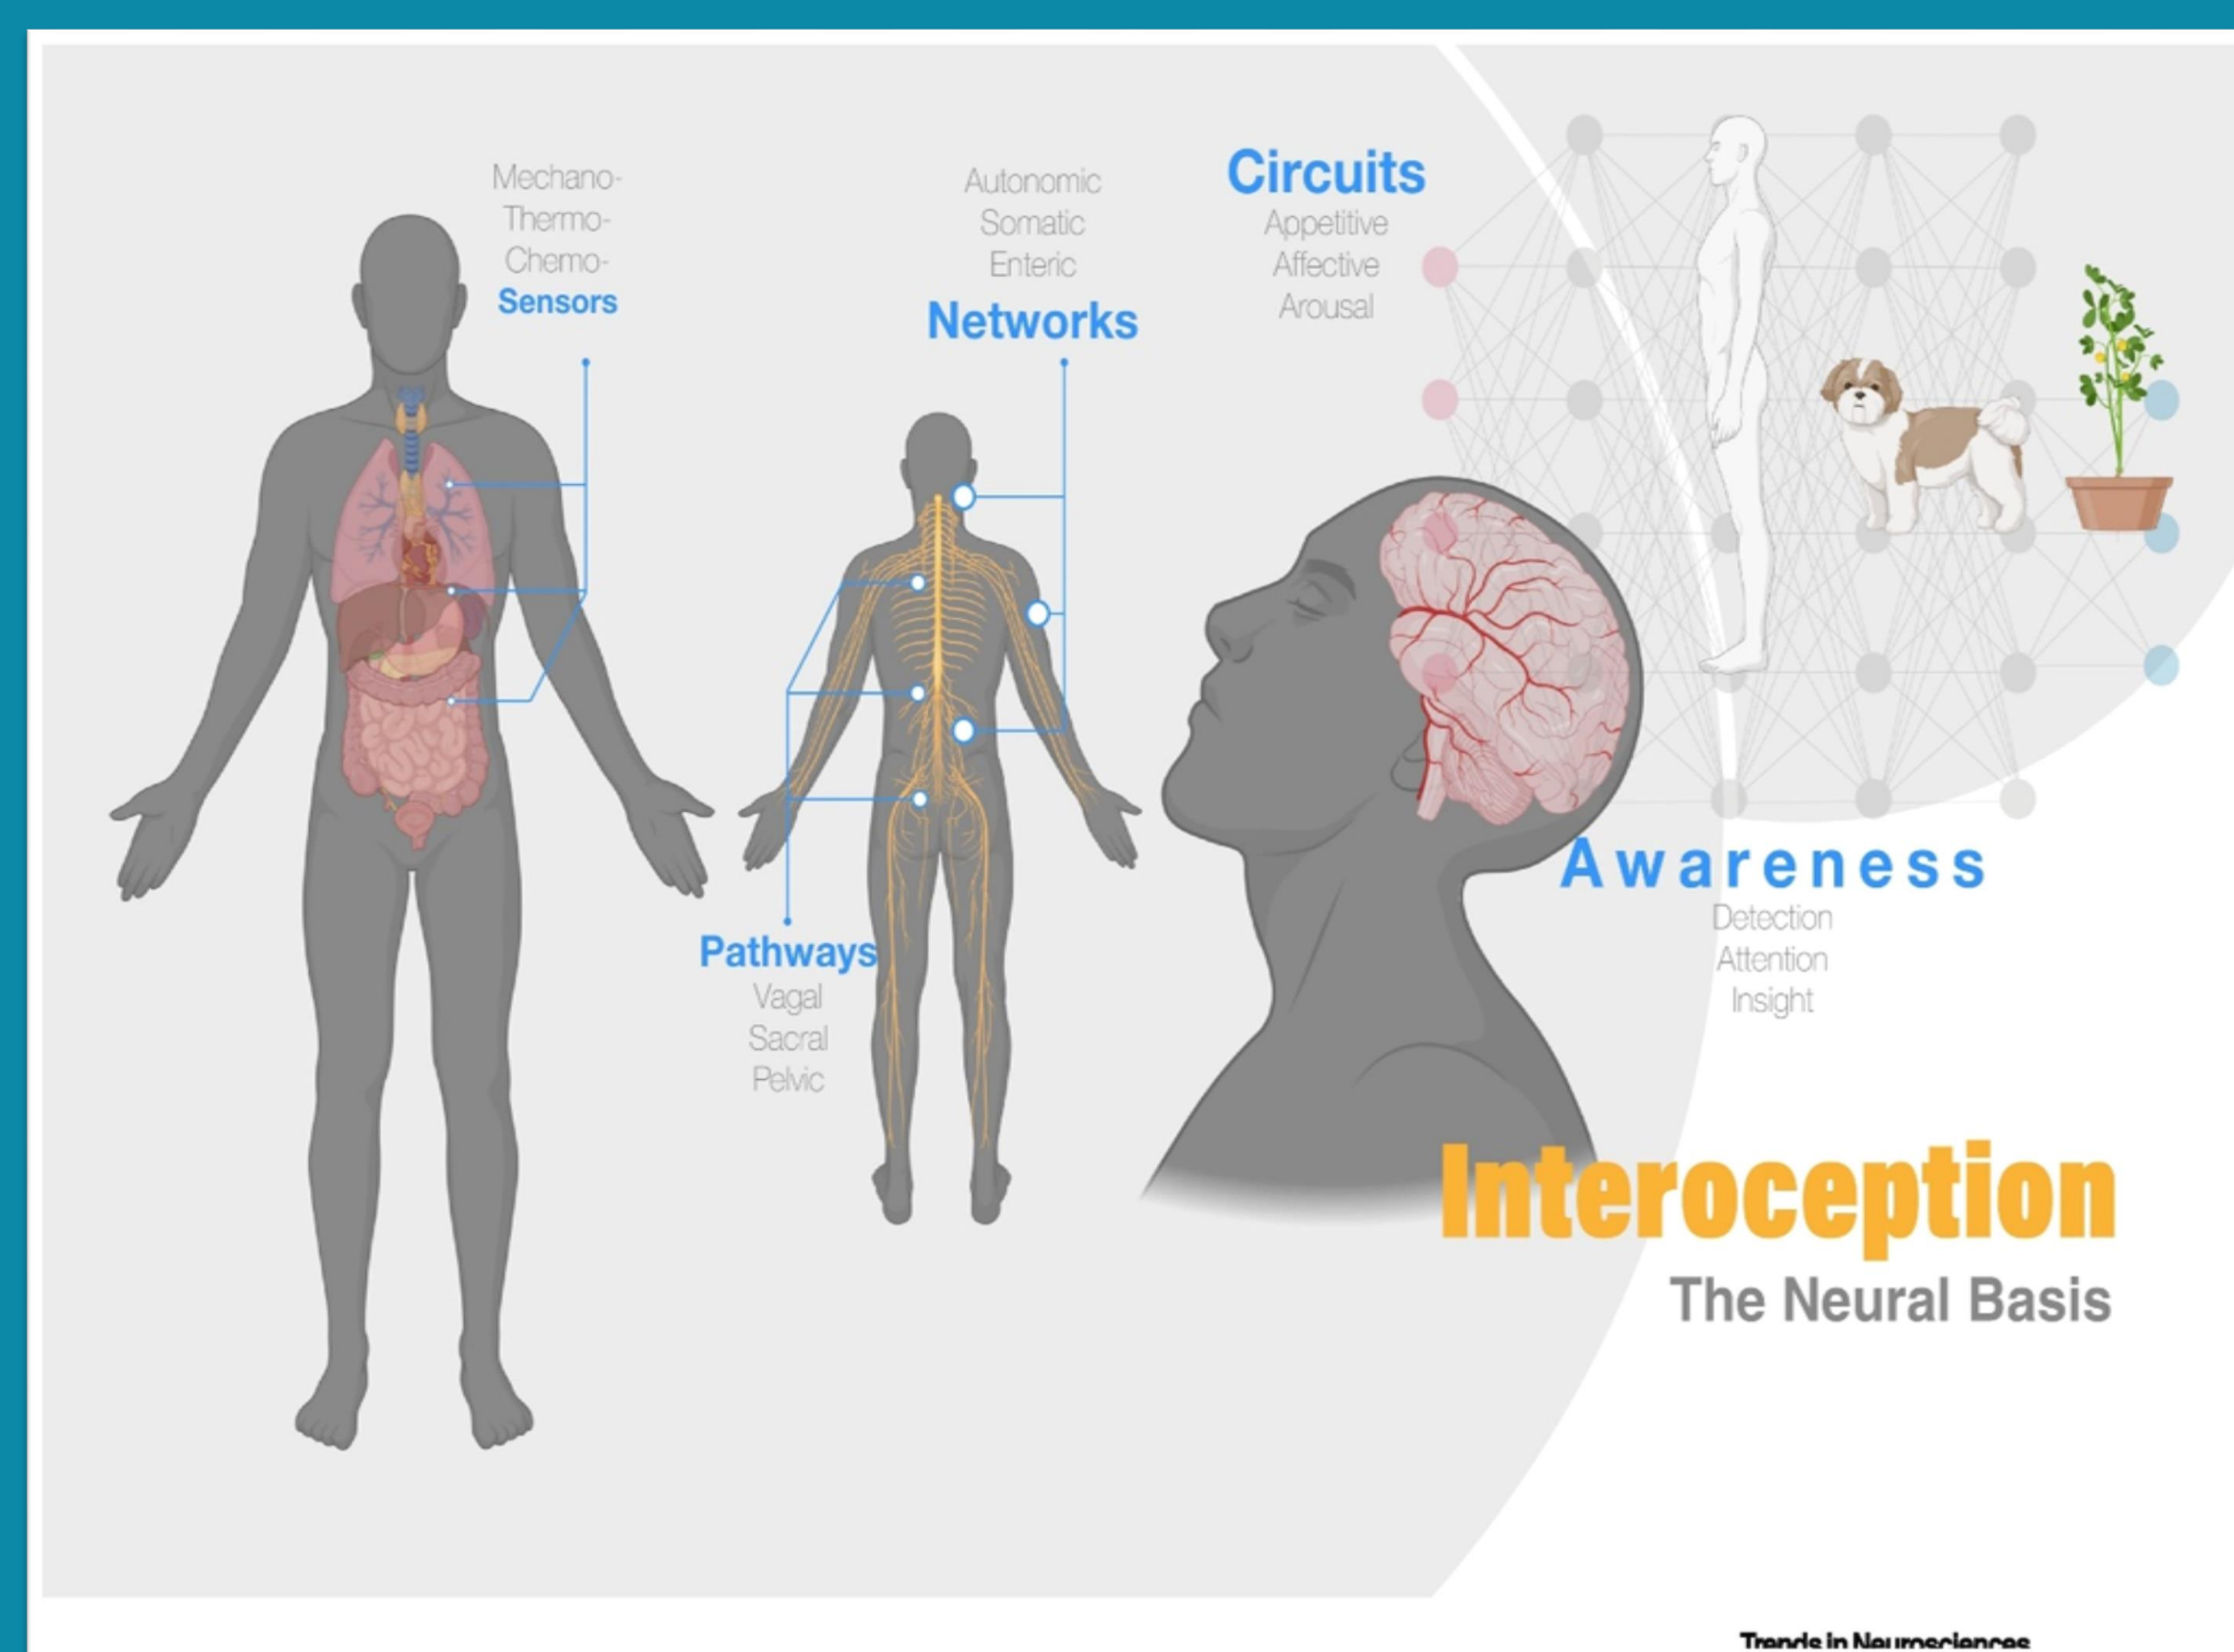 Mechano-
Thermo-
Chemo-
Sensors
Autonomic
Somatic
Enteric
Networks
Circuits
Appetitive
Affective
Arousal
Pathways
Vagal
Sacral
Pelvic
Awareness
Detection
Attention
Insight
Interoception
The Neural Basis
Trends in Neurosciences